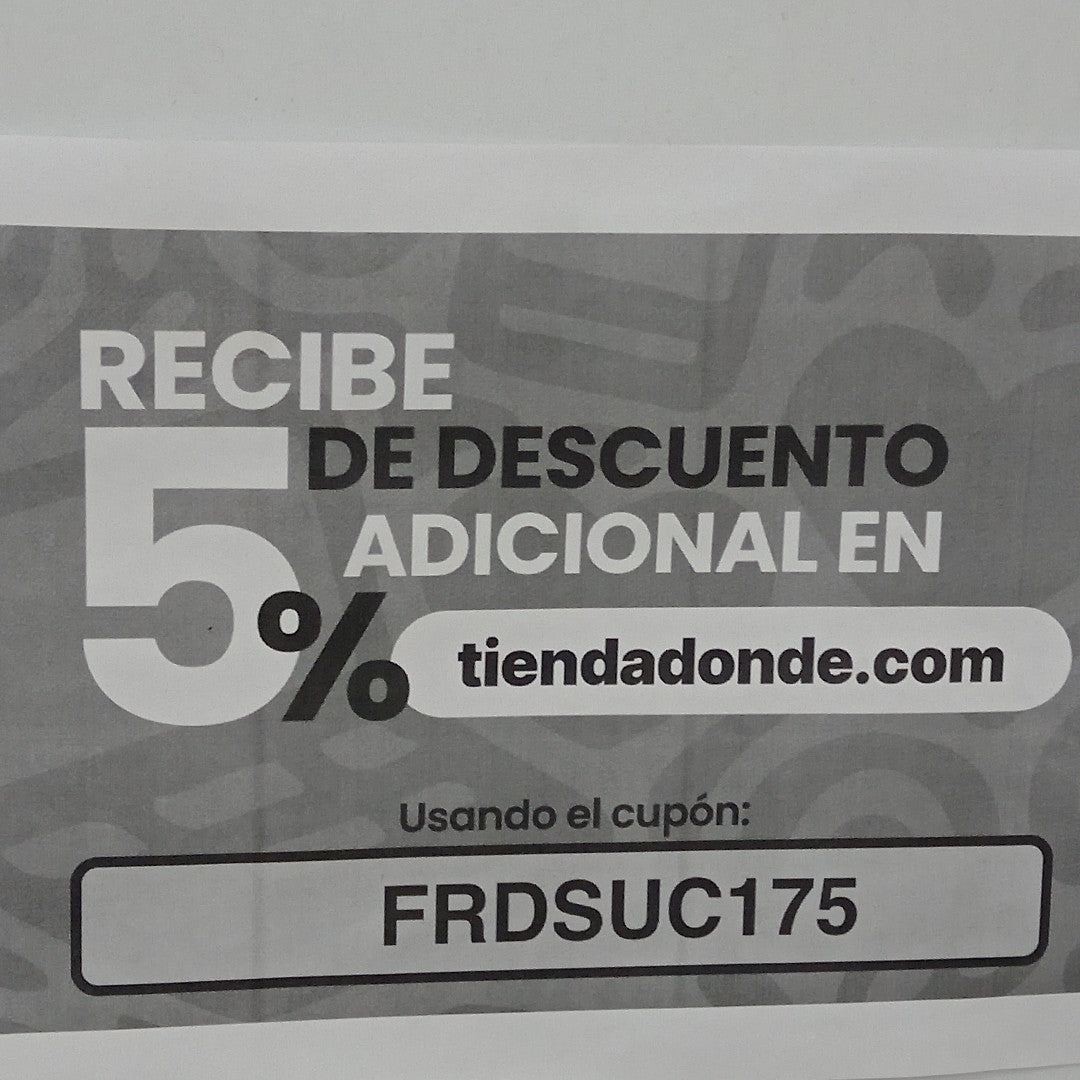 RECIBE
5% DE DESCUENTO
ADICIONAL EN
tiendadonde.com
Usando el cupón:
FRDSUC175